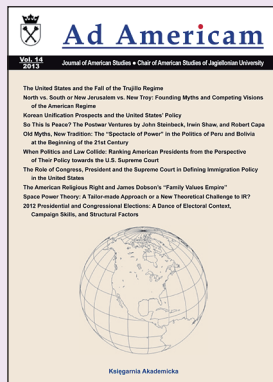 Ad Americam
Vol. 14
2013
Journal of American Studies ● Chair of American Studies of Jagiellonian University
The United States and the Fall of the Trujillo Regime
North vs. South or New Jerusalem vs. New Troy: Founding Myths and Competing Visions
of the American Regime
Korean Unification Prospects and the United States' Policy
So This Is Peace? The Postwar Ventures by John Steinbeck, Irwin Shaw, and Robert Capa
Old Myths, New Tradition: The "Spectacle of Power" in the Politics of Peru and Bolivia
at the Beginning of the 21st Century
When Politics and Law Collide: Ranking American Presidents from the Perspective
of Their Policy towards the U.S. Supreme Court
The Role of Congress, President and the Supreme Court in Defining Immigration Policy
in the United States
The American Religious Right and James Dobson's "Family Values Empire"
Space Power Theory: A Tailor-made Approach or a New Theoretical Challenge to IR?
2012 Presidential and Congressional Elections: A Dance of Electoral Context,
Campaign Skills, and Structural Factors
Księgarnia Akademicka